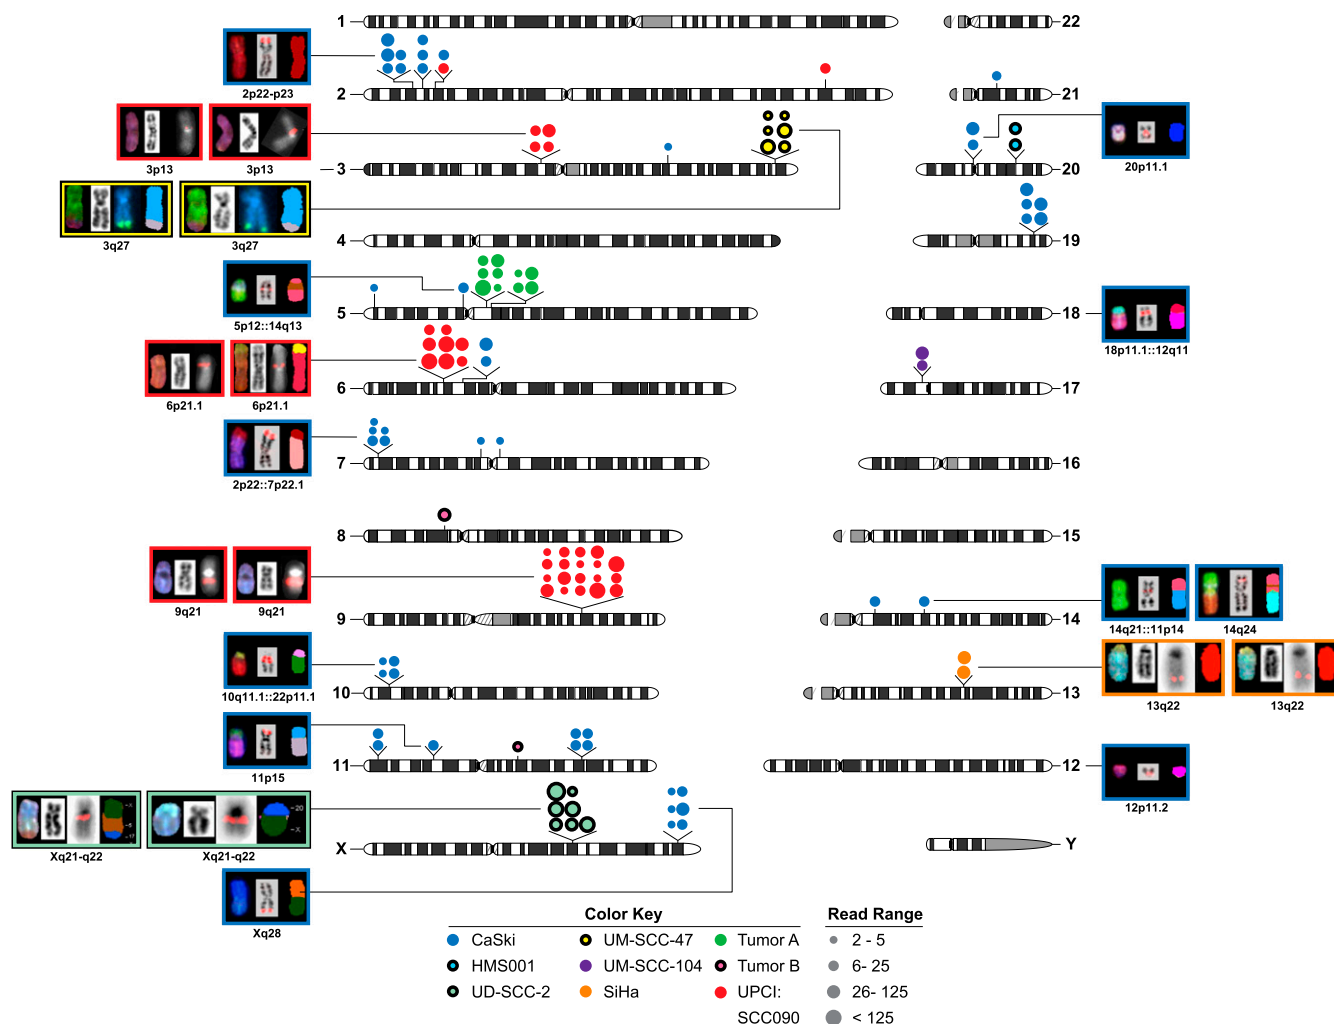 1
22
2p22-p23
2
21
3p13
3p13
3
20
20p11.1
3q27
3q27
4
19
5p12::14q13
5
18
18p11.1::12q11
6p21.1
6p21.1
6
17
2p22::7p22.1
7
16
8
15
9q21
9q21
9
14
14q21::11p14
14q24
10q11.1::22p11.1
10
13
13q22
13q22
11p15
11
12
12p11.2
Xq21-q22
Xq21-q22
X
Y
Xq28
Color Key
Read Range
CaSki
UM-SCC-47
Tumor A
2 - 5
HMS001
UM-SCC-104
Tumor B
6- 25
UD-SCC-2
SiHa
UPCI:
26- 125
SCC090
< 125